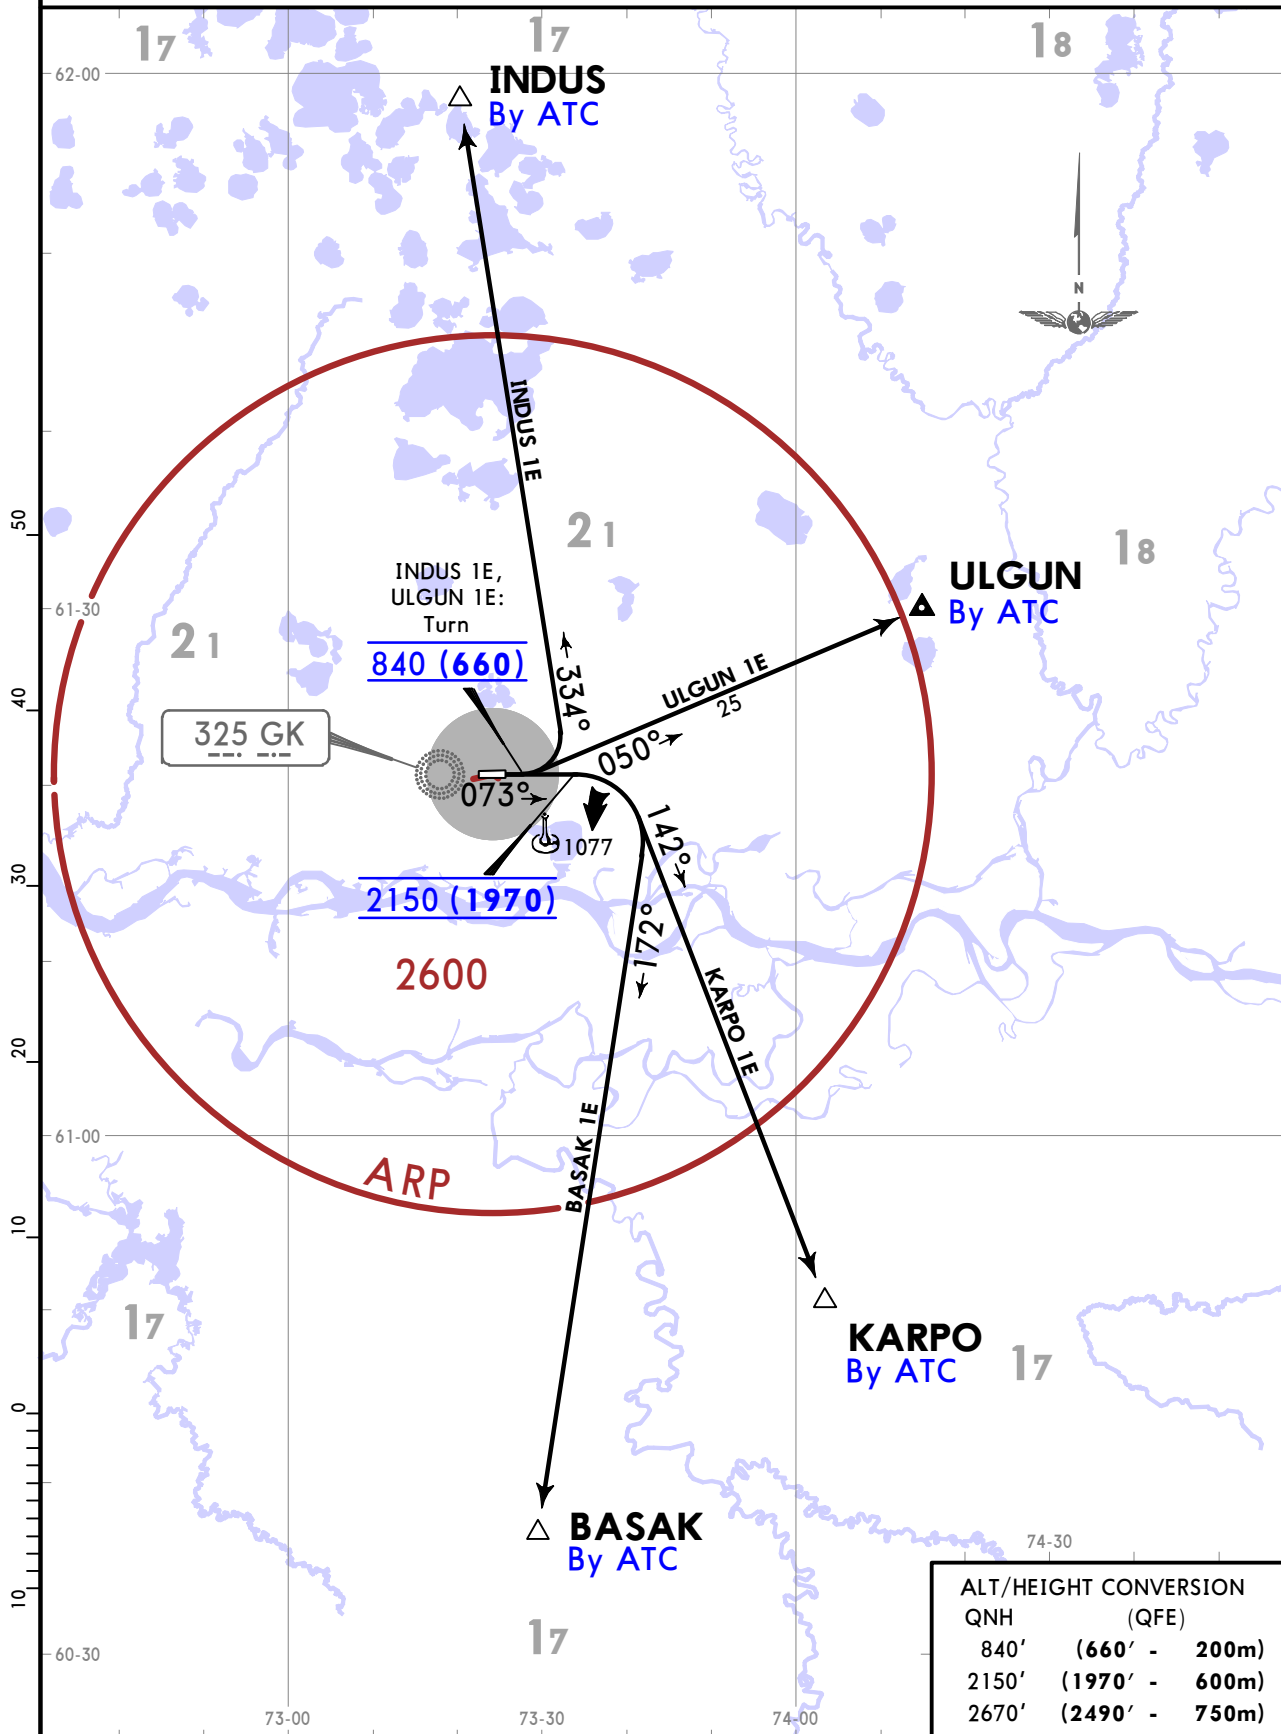 17
17
18
62-00
INDUS
By ATC
N
INDUS 1E
50
21
18
INDUS 1E,
ULGUN 1E:
Turn
840 (660)
ULGUN
By ATC
61-30
21
334°
ULGUN 1E
25
40
325 GK
050°
073°
142°
1077
30
2150 (1970)
172°
2600
KARPO 1E
20
61-00
BASAK 1E
ARP
10
17
KARPO
By ATC
17
0
BASAK
By ATC
74-30
10
17
60-30
73-00
73-30
74-00
ALT/HEIGHT CONVERSION
QNH (QFE)
840' (660' - 200m)
2150' (1970' - 600m)
2670' (2490' - 750m)